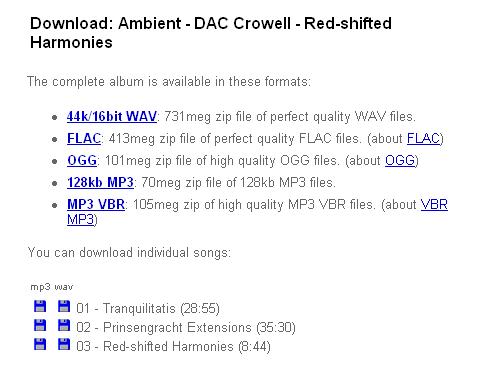 Download: Ambient - DAC Crowell - Red-shifted
Harmonies
The complete album is available in these formats:
44k/16bit WAV: 731meg zip file of perfect quality WAV files.
FLAC: 413meg zip file of perfect quality FLAC files. (about FLAC)
OGG: 101meg zip file of high quality OGG files. (about OGG)
128kb MP3: 70meg zip file of 128kb MP3 files.
MP3 VBR: 105meg zip of high quality MP3 VBR files. (about VBR
MP3)
You can download individual songs:
mp3 wav
01 - Tranquilitatis (28:55)
02 - Prinsengracht Extensions (35:30)
03 - Red-shifted Harmonies (8:44)